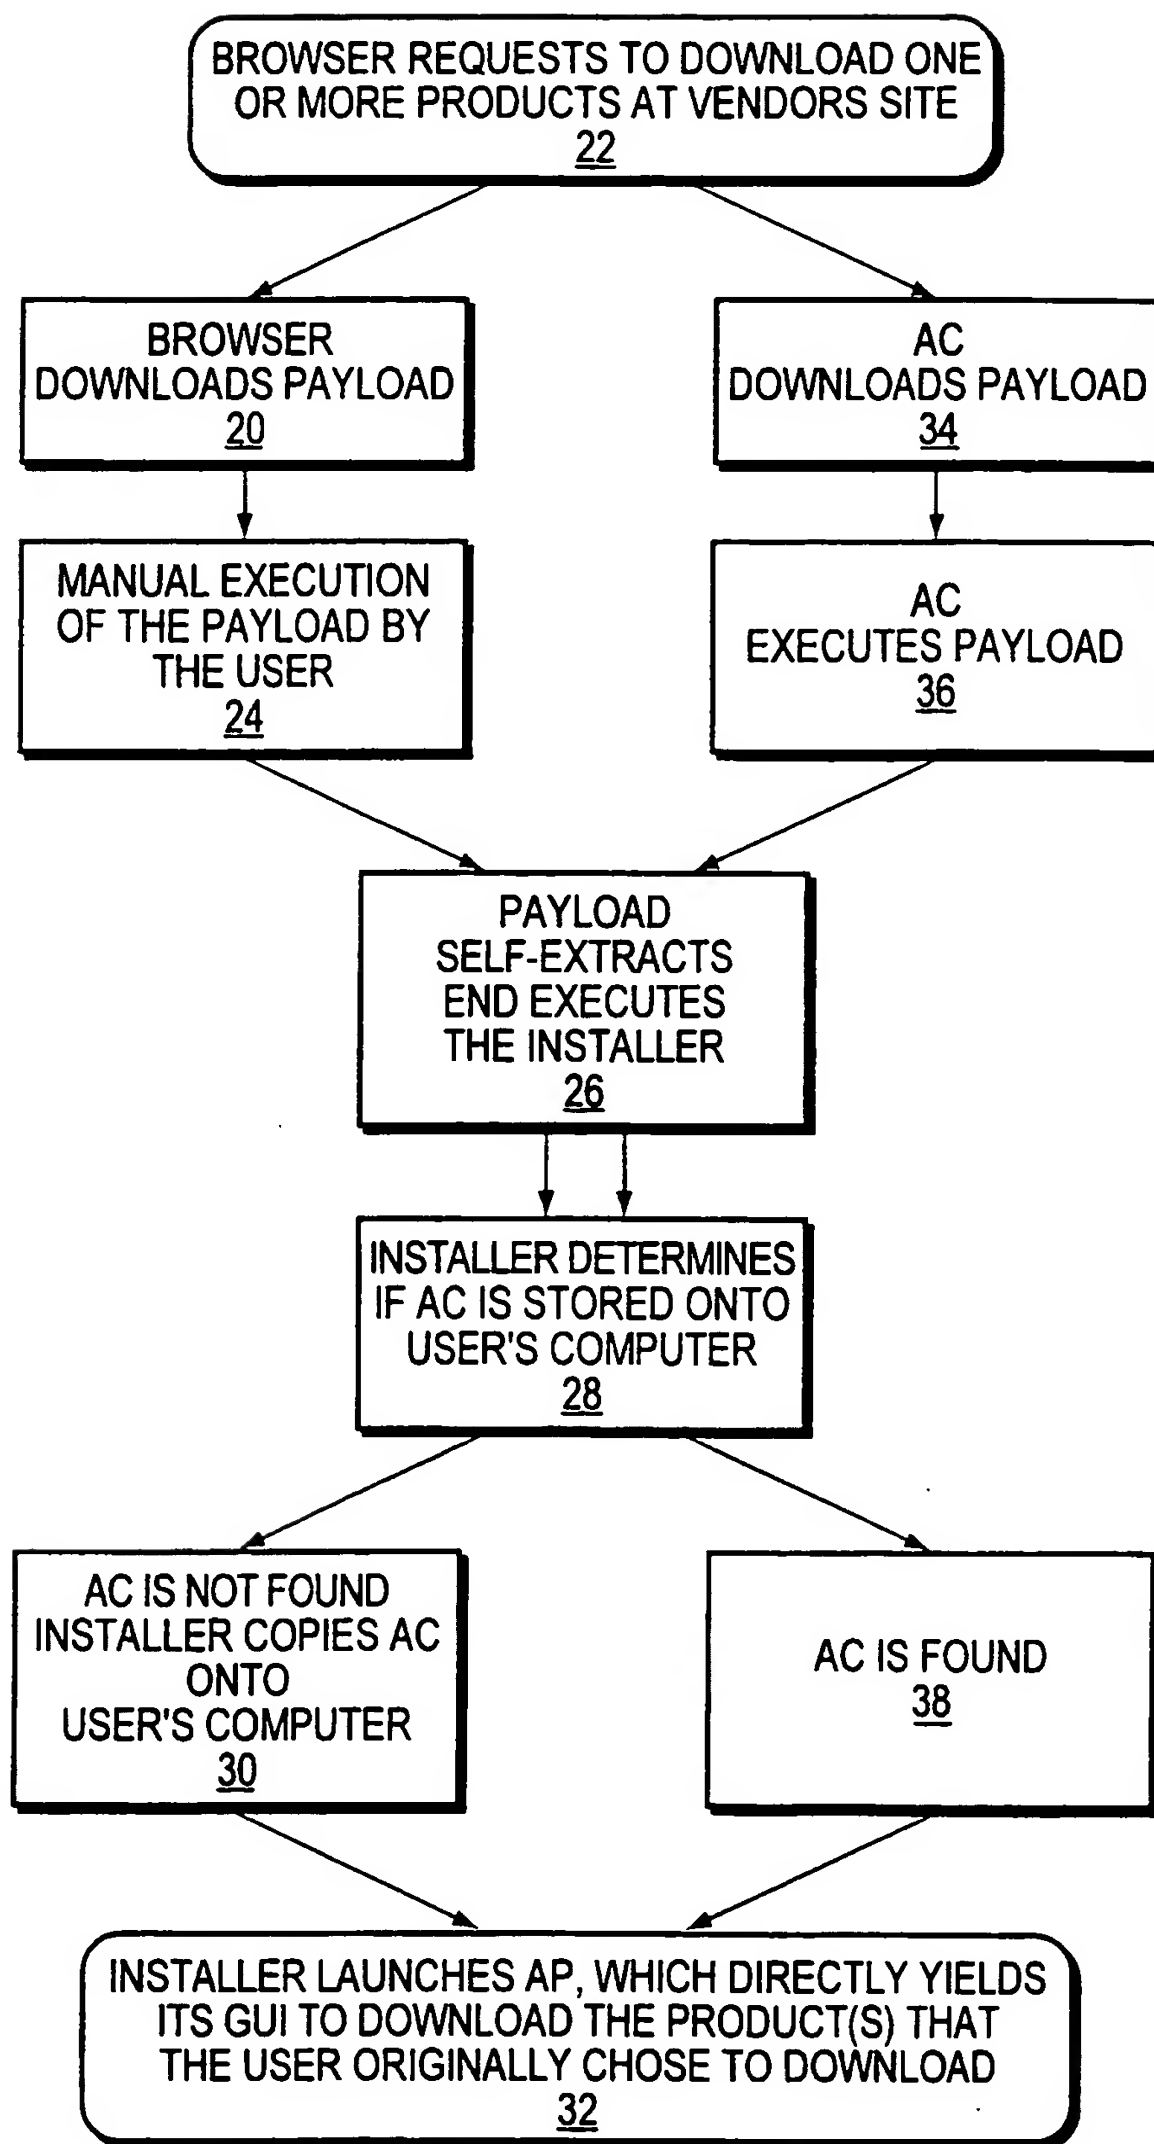 BROWSER REQUESTS TO DOWNLOAD ONE
OR MORE PRODUCTS AT VENDORS SITE
22
BROWSER
DOWNLOADS PAYLOAD
20
AC
DOWNLOADS PAYLOAD
34
MANUAL EXECUTION
OF THE PAYLOAD BY
THE USER
24
AC
EXECUTES PAYLOAD
36
PAYLOAD
SELF-EXTRACTS
END EXECUTES
THE INSTALLER
26
INSTALLER DETERMINES
IF AC IS STORED ONTO
USER'S COMPUTER
28
AC IS NOT FOUND
INSTALLER COPIES AC
ONTO
USER'S COMPUTER
30
AC IS FOUND
38
INSTALLER LAUNCHES AP, WHICH DIRECTLY YIELDS
ITS GUI TO DOWNLOAD THE PRODUCT(S) THAT
THE USER ORIGINALLY CHOSE TO DOWNLOAD
32